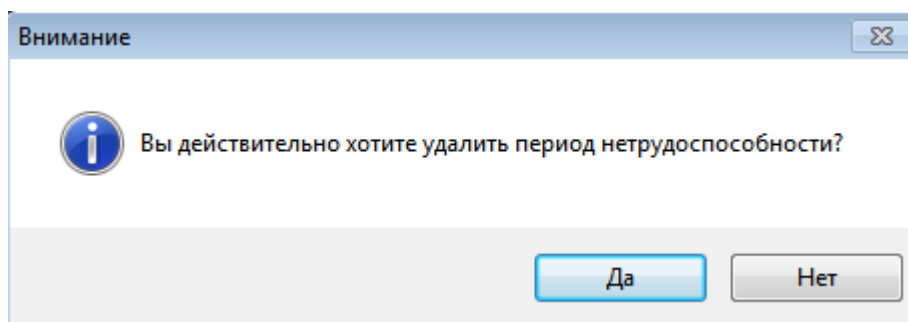 Внимание
Вы действительно хотите удалить период нетрудоспособности?
Да
Нет